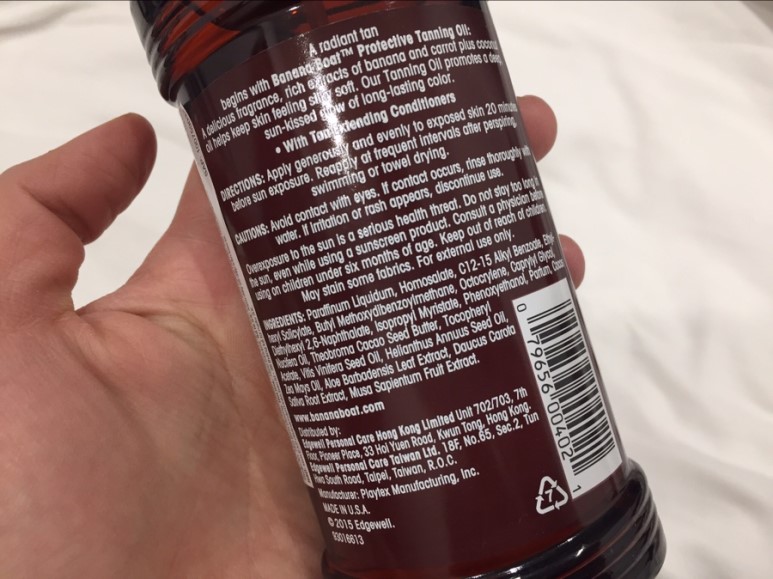 A radiant tan
begins with Banana Boat™ Protective Tanning Oil:
A delicious fragrance, rich extracts of banana and carrot plus coconut
oil helps keep skin feeling silky soft. Our Tanning Oil promotes a deep,
sun-kissed glow of long-lasting color.
• With Tan Extending Conditioners
DIRECTIONS: Apply generously and evenly to exposed skin 20 minutes
before sun exposure. Reapply at frequent intervals after perspiring,
swimming or towel drying.
CAUTIONS: Avoid contact with eyes. If contact occurs, rinse thoroughly with
water. If irritation or rash appears, discontinue use.
Overexposure to the sun is a serious health threat. Do not stay too long in
the sun, even while using a sunscreen product. Consult a physician before
using on children under six months of age. Keep out of reach of children.
May stain some fabrics. For external use only.
INGREDIENTS: Paraffinum Liquidum, Homosalate, C12-15 Alkyl Benzoate, Ethyl-
hexyl Salicylate, Butyl Methoxydibenzoylmethane, Octocrylene, Caprylyl Glycol,
Diethylhexyl 2,6-Naphthalate, Isopropyl Myristate, Phenoxyethanol, Parfum, Cocos
Nucifera Oil, Theobroma Cacao Seed Butter, Tocopheryl
Acetate, Vitis Vinifera Seed Oil, Helianthus Annuus Seed Oil,
Zea Mays Oil, Aloe Barbadensis Leaf Extract, Daucus Carota
Sativa Root Extract, Musa Sapientum Fruit Extract.
www.bananaboat.com
Distributed by:
Edgewell Personal Care Hong Kong Limited Unit 702/703, 7th
Floor, Pioneer Place, 33 Hoi Yuen Road, Kwun Tong, Hong Kong.
Edgewell Personal Care Taiwan Ltd. 18F, No.65, Sec.2, Tun
Hwa South Road, Taipei, Taiwan, R.O.C.
Manufacturer: Playtex Manufacturing, Inc.
MADE IN U.S.A.
© 2015 Edgewell.
93016613
0 79656 00402 1
7